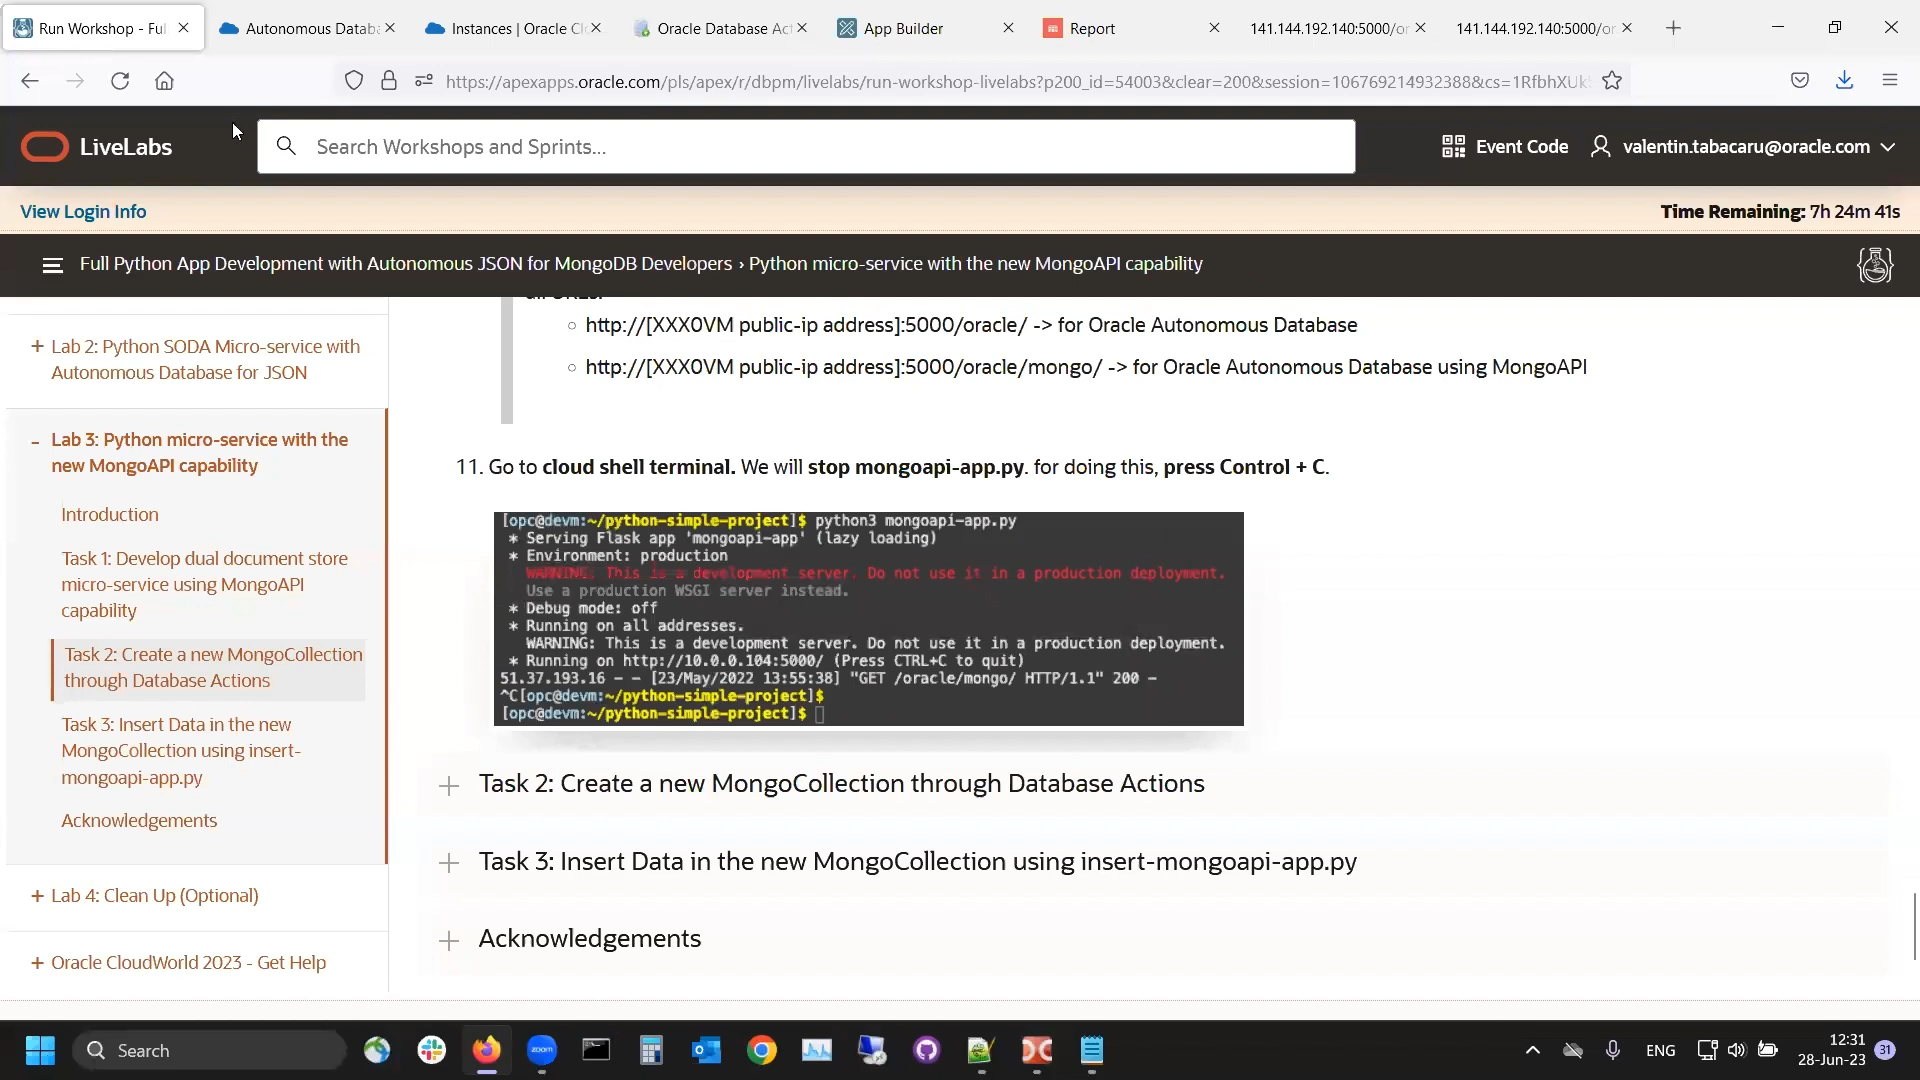 Run Workshop - Ful
Autonomous Datab
Instances | Oracle Cl
Oracle Database Act
App Builder
Report
141.144.192.140:5000/or
141.144.192.140:5000/or
https://apexapps.oracle.com/pls/apex/r/dbpm/livelabs/run-workshop-livelabs?p200_id=54003&clear=200&session=106769214932388&cs=1RfbhXUk
LiveLabs
Search Workshops and Sprints...
Event Code
valentin.tabacaru@oracle.com
View Login Info
Time Remaining: 7h 24m 41s
Full Python App Development with Autonomous JSON for MongoDB Developers › Python micro-service with the new MongoAPI capability
http://[XXX0VM public-ip address]:5000/oracle/ -> for Oracle Autonomous Database
http://[XXX0VM public-ip address]:5000/oracle/mongo/ -> for Oracle Autonomous Database using MongoAPI
+ Lab 2: Python SODA Micro-service with
Autonomous Database for JSON
- Lab 3: Python micro-service with the
new MongoAPI capability
Introduction
Task 1: Develop dual document store
micro-service using MongoAPI
capability
Task 2: Create a new MongoCollection
through Database Actions
Task 3: Insert Data in the new
MongoCollection using insert-
mongoapi-app.py
Acknowledgements
+ Lab 4: Clean Up (Optional)
+ Oracle CloudWorld 2023 - Get Help
11. Go to cloud shell terminal. We will stop mongoapi-app.py. for doing this, press Control + C.
[opc@devm:~/python-simple-project]$ python3 mongoapi-app.py
* Serving Flask app 'mongoapi-app' (lazy loading)
* Environment: production
WARNING: This is a development server. Do not use it in a production deployment.
Use a production WSGI server instead.
* Debug mode: off
* Running on all addresses.
WARNING: This is a development server. Do not use it in a production deployment.
* Running on http://10.0.0.104:5000/ (Press CTRL+C to quit)
51.37.193.16 - - [23/May/2022 13:55:38] "GET /oracle/mongo/ HTTP/1.1" 200 -
^C[opc@devm:~/python-simple-project]$
[opc@devm:~/python-simple-project]$
+ Task 2: Create a new MongoCollection through Database Actions
+ Task 3: Insert Data in the new MongoCollection using insert-mongoapi-app.py
+ Acknowledgements
Search
zoom
ENG
12:31
28-Jun-23
31